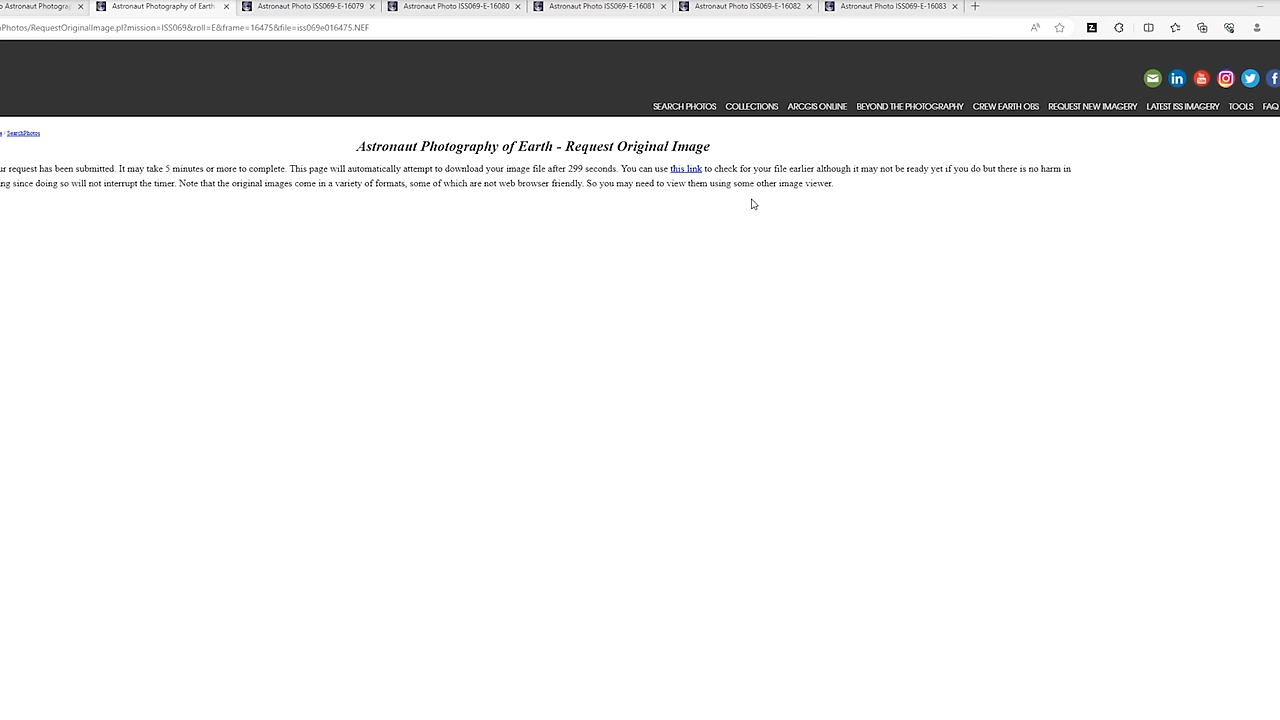 Astronaut Photograp
Astronaut Photography of Earth
Astronaut Photo ISS069-E-16079
Astronaut Photo ISS069-E-16080
Astronaut Photo ISS069-E-16081
Astronaut Photo ISS069-E-16082
Astronaut Photo ISS069-E-16083
Photos/RequestOriginalImage.pl?mission=ISS069&roll=E&frame=16475&file=iss069e016475.NEF
SEARCH PHOTOS COLLECTIONS ARCGIS ONLINE BEYOND THE PHOTOGRAPHY CREW EARTH OBS REQUEST NEW IMAGERY LATEST ISS IMAGERY TOOLS FAQ
/ SearchPhotos
Astronaut Photography of Earth - Request Original Image
ur request has been submitted. It may take 5 minutes or more to complete. This page will automatically attempt to download your image file after 299 seconds. You can use this link to check for your file earlier although it may not be ready yet if you do but there is no harm in
ng since doing so will not interrupt the timer. Note that the original images come in a variety of formats, some of which are not web browser friendly. So you may need to view them using some other image viewer.